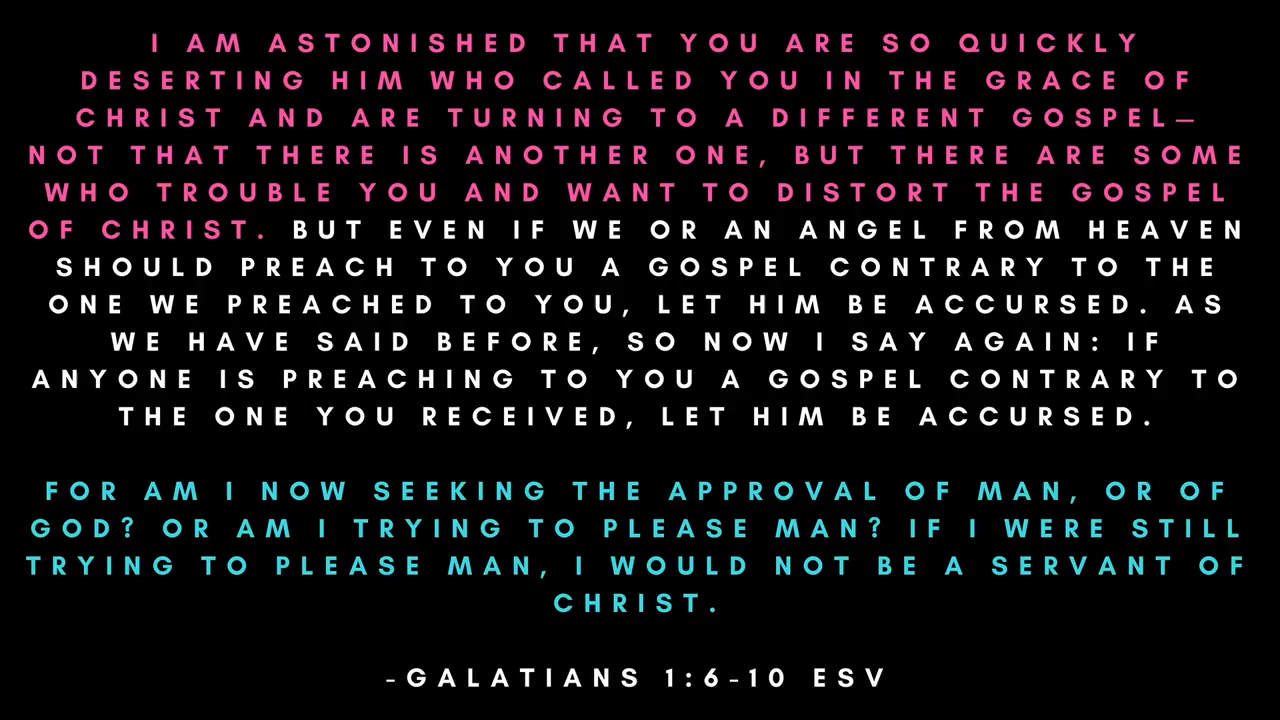 I AM ASTONISHED THAT YOU ARE SO QUICKLY
DESERTING HIM WHO CALLED YOU IN THE GRACE OF
CHRIST AND ARE TURNING TO A DIFFERENT GOSPEL—
NOT THAT THERE IS ANOTHER ONE, BUT THERE ARE SOME
WHO TROUBLE YOU AND WANT TO DISTORT THE GOSPEL
OF CHRIST. BUT EVEN IF WE OR AN ANGEL FROM HEAVEN
SHOULD PREACH TO YOU A GOSPEL CONTRARY TO THE
ONE WE PREACHED TO YOU, LET HIM BE ACCURSED. AS
WE HAVE SAID BEFORE, SO NOW I SAY AGAIN: IF
ANYONE IS PREACHING TO YOU A GOSPEL CONTRARY TO
THE ONE YOU RECEIVED, LET HIM BE ACCURSED.
FOR AM I NOW SEEKING THE APPROVAL OF MAN, OR OF
GOD? OR AM I TRYING TO PLEASE MAN? IF I WERE STILL
TRYING TO PLEASE MAN, I WOULD NOT BE A SERVANT OF
CHRIST.
-GALATIANS 1:6-10 ESV